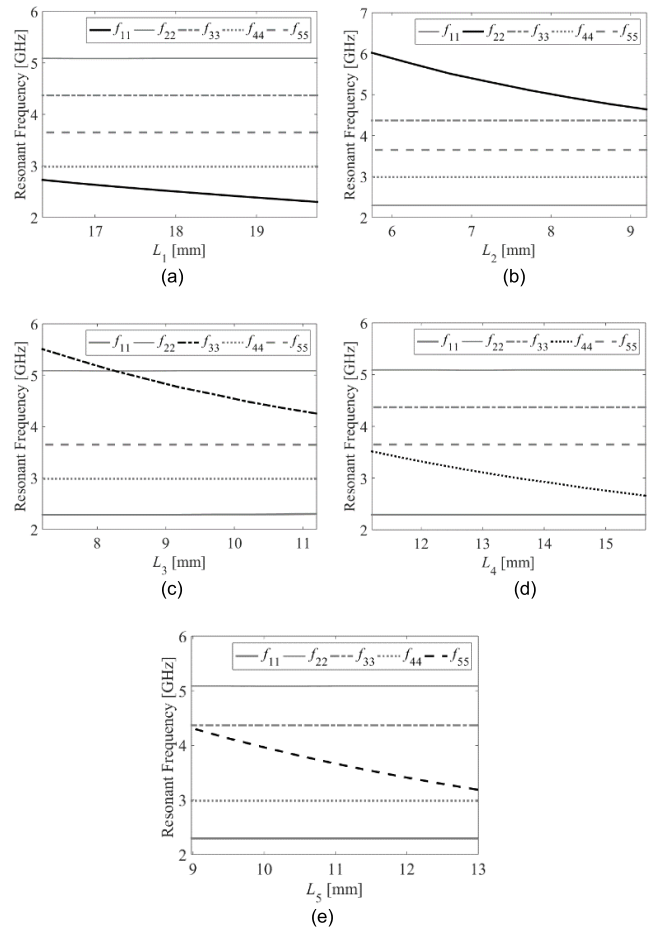 f11 f22 f33 f44 f55
6
5
4
3
2
Resonant Frequency [GHz]
17 18 19
L1 [mm]
(a)
f11 f22 f33 f44 f55
6
5
4
3
2
Resonant Frequency [GHz]
6 7 8 9
L2 [mm]
(b)
f11 f22 f33 f44 f55
6
5
4
3
2
Resonant Frequency [GHz]
8 9 10 11
L3 [mm]
(c)
f11 f22 f33 f44 f55
6
5
4
3
2
Resonant Frequency [GHz]
12 13 14 15
L4 [mm]
(d)
f11 f22 f33 f44 f55
6
5
4
3
2
Resonant Frequency [GHz]
9 10 11 12 13
L5 [mm]
(e)